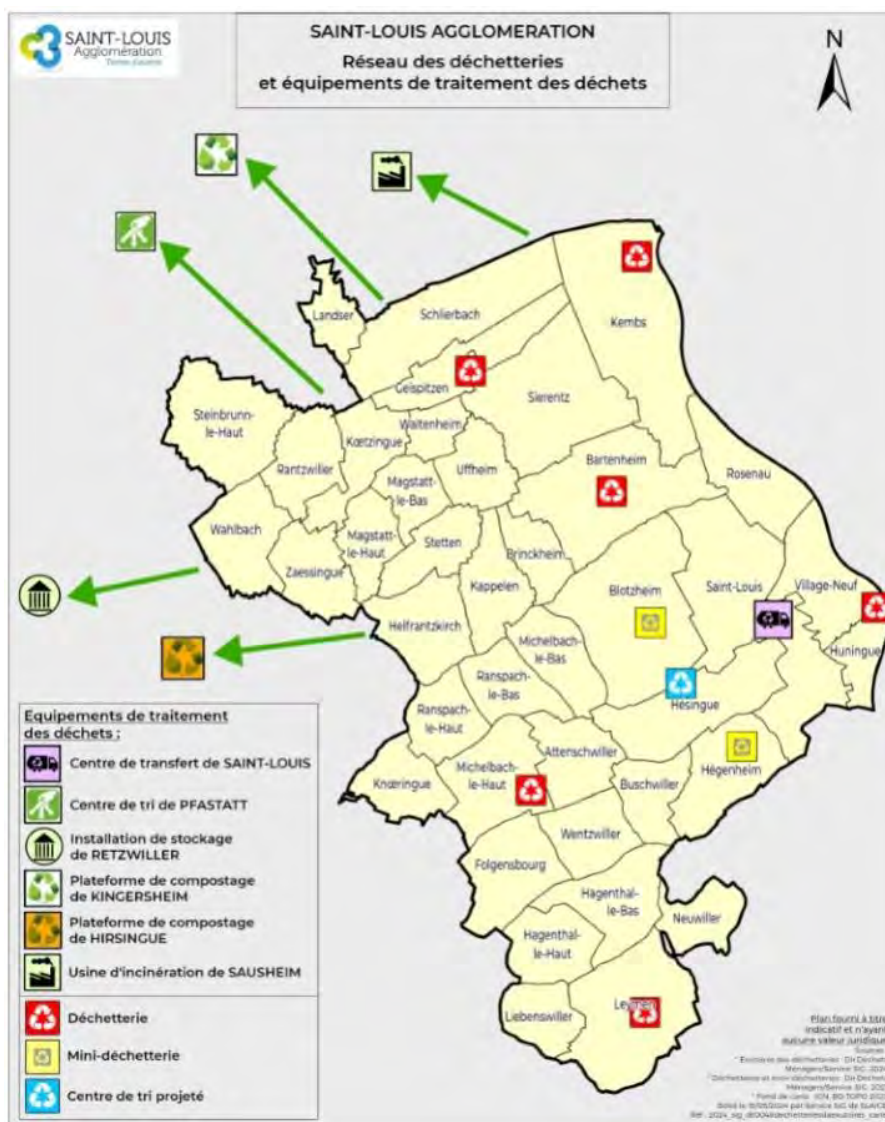 SAINT-LOUIS
Agglomération
SAINT-LOUIS AGGLOMERATION
Réseau des déchetteries
et équipements de traitement des déchets
N
Landser
Schlierbach
Kembs
Geispitzen
Sierentz
Steinbrunn-
le-Haut
Waltenheim
Kœtzingue
Rantzwiller
Uffheim
Bartenheim
Rosenau
Magstatt-
le-Bas
Wahlbach
Magstatt-
le-Haut
Stetten
Brinckheim
Zaessingue
Kappelen
Blotzheim
Saint-Louis
Village-Neuf
Helfrantzkirch
Michelbach-
le-Bas
Huningue
Ranspach-
le-Bas
Ranspach-
le-Haut
Hésingue
Attenschwiller
Knœringue
Michelbach-
le-Haut
Buschwiller
Hégenheim
Wentzwiller
Folgensbourg
Hagenthal-
le-Bas
Neuwiller
Hagenthal-
le-Haut
Liebenswiller
Leymen
Equipements de traitement
des déchets :
Centre de transfert de SAINT-LOUIS
Centre de tri de PFASTATT
Installation de stockage
de RETZWILLER
Plateforme de compostage
de KINGERSHEIM
Plateforme de compostage
de HIRSINGUE
Usine d'incinération de SAUSHEIM
Déchetterie
Mini-déchetterie
Centre de tri projeté
Plan fourni à titre
indicatif et n'ayant
aucune valeur juridique